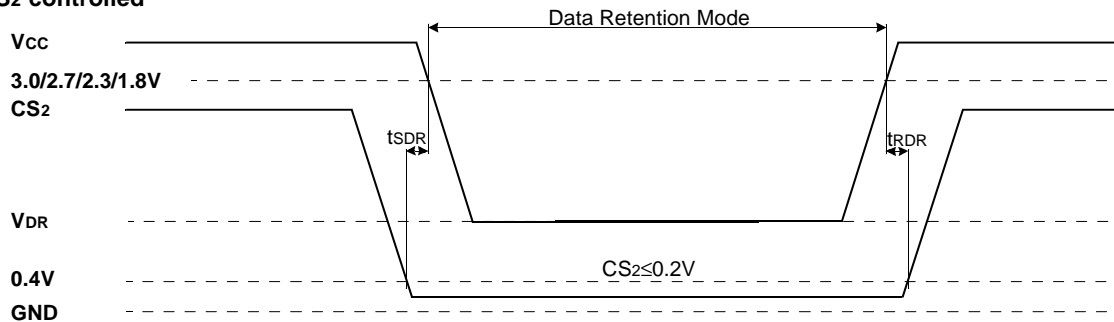 2 controlled
Data Retention Mode
VCC
3.0/2.7/2.3/1.8V
CS2
tSDR
tRDR
VDR
0.4V
CS2≤0.2V
GND